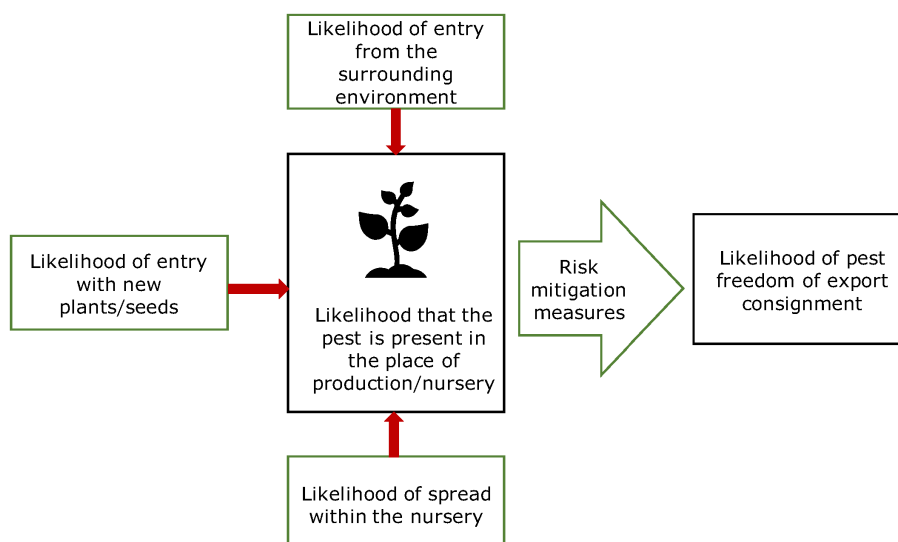 Likelihood of entry
from the
surrounding
environment
Likelihood of entry
with new
plants/seeds
Likelihood that the
pest is present in
the place of
production/nursery
Risk
mitigation
measures
Likelihood of pest
freedom of export
consignment
Likelihood of spread
within the nursery